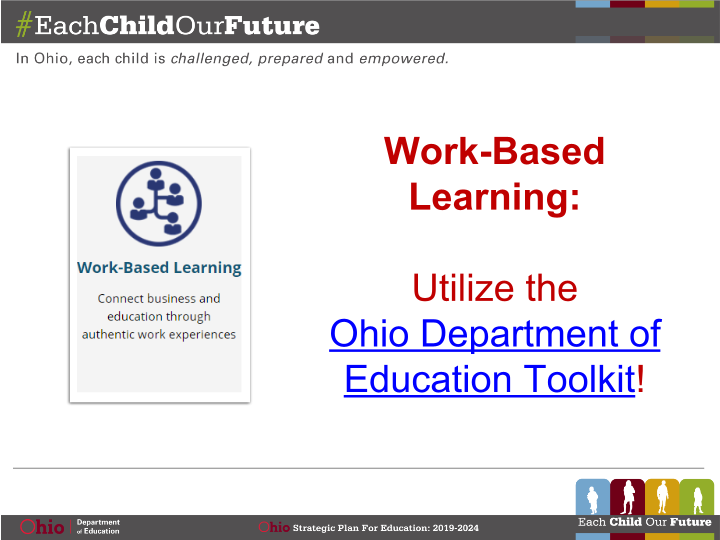 #EachChildOurFuture
In Ohio, each child is challenged, prepared and empowered.
Work-Based Learning
Connect business and
education through
authentic work experiences
Work-Based
Learning:
Utilize the
Ohio Department of
Education Toolkit!
Each Child Our Future
Ohio | Department
of Education
Ohio Strategic Plan For Education: 2019-2024